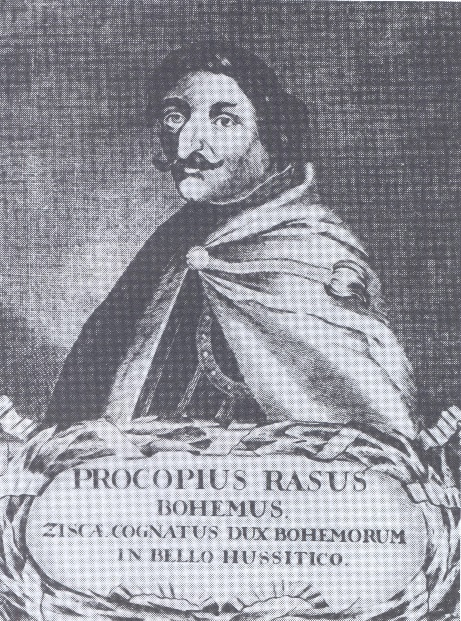 PROCOPIUS RASUS
BOHEMUS.
ZISCÆ.COGNATUS DUX BOHEMORUM
IN BELLO HUSSITICO.